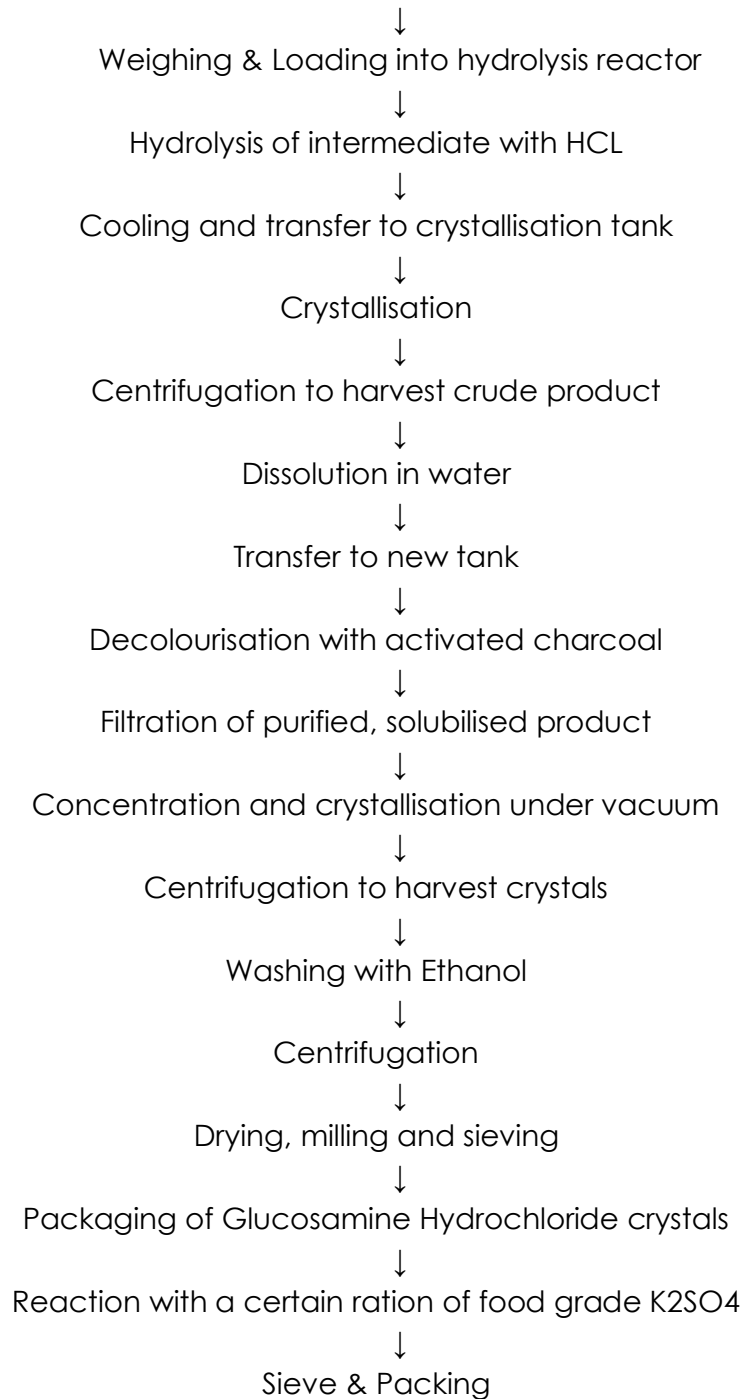 ↓
Weighing & Loading into hydrolysis reactor
↓
Hydrolysis of intermediate with HCL
↓
Cooling and transfer to crystallisation tank
↓
Crystallisation
↓
Centrifugation to harvest crude product
↓
Dissolution in water
↓
Transfer to new tank
↓
Decolourisation with activated charcoal
↓
Filtration of purified, solubilised product
↓
Concentration and crystallisation under vacuum
↓
Centrifugation to harvest crystals
↓
Washing with Ethanol
↓
Centrifugation
↓
Drying, milling and sieving
↓
Packaging of Glucosamine Hydrochloride crystals
↓
Reaction with a certain ration of food grade K2SO4
↓
Sieve & Packing